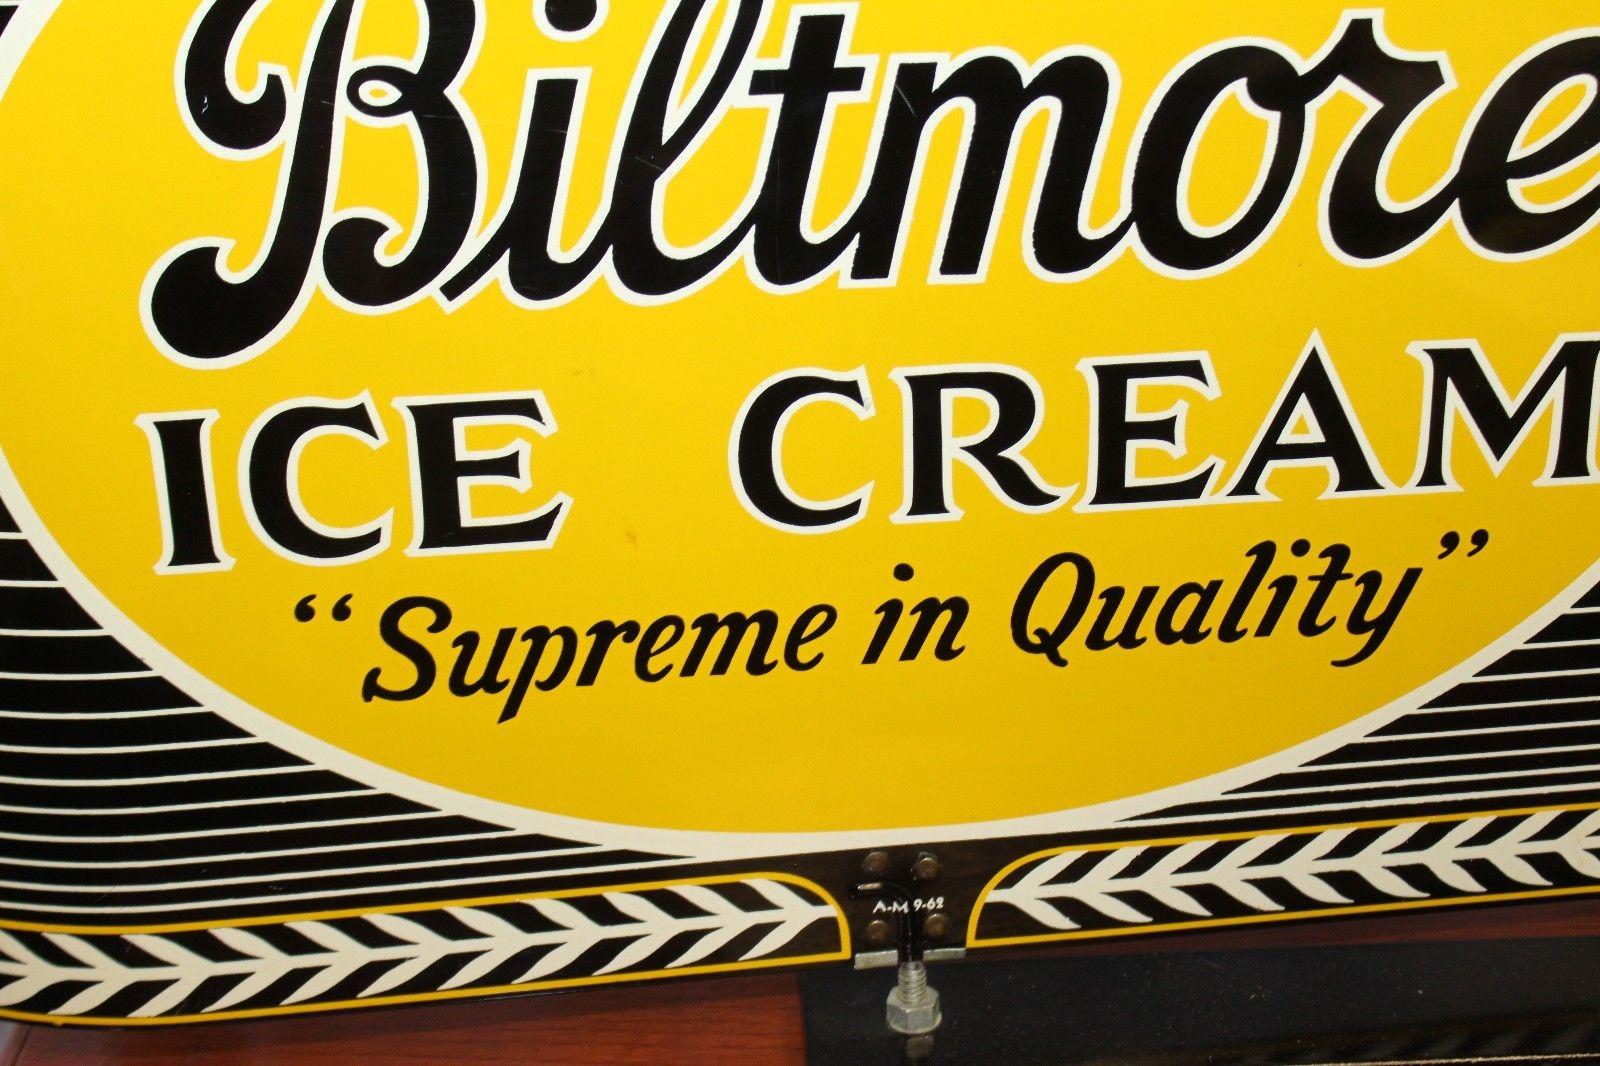 Biltmore
ICE CREAM
“Supreme in Quality”
A-M 9-62